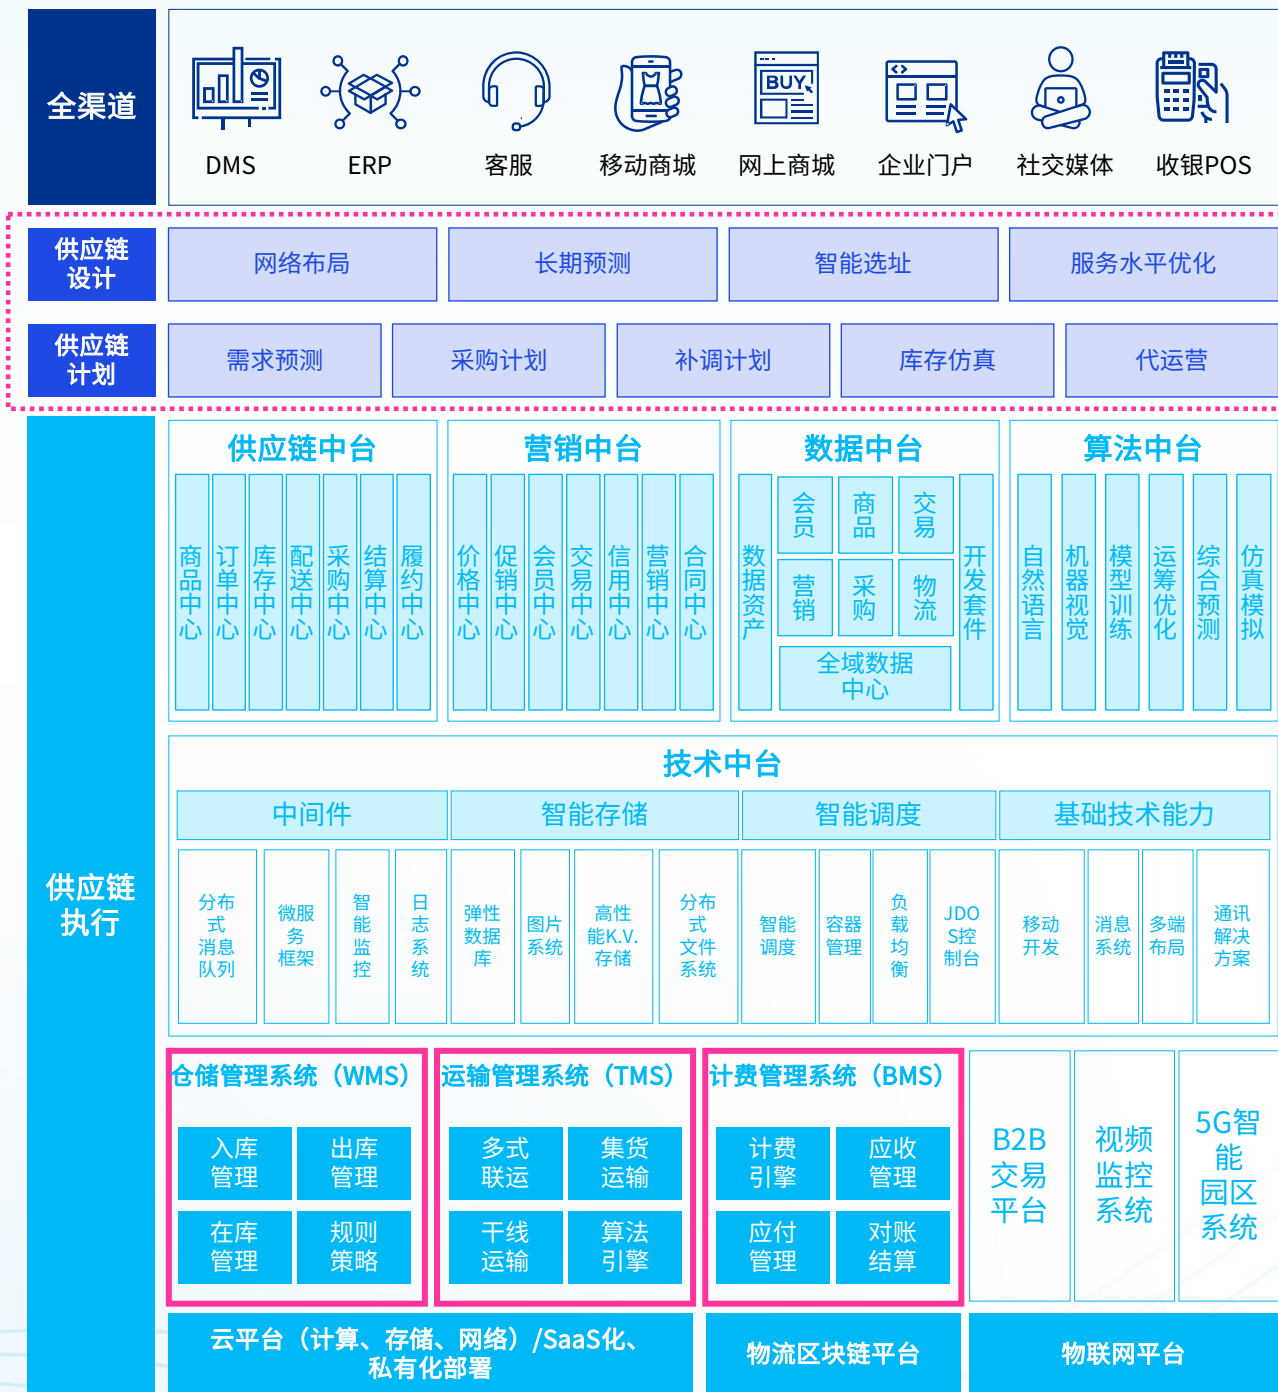 全渠道
BUY
DMS
ERP
客服
移动商城
网上商城
企业门户
社交媒体
收银POS
供应链
设计
网络布局
长期预测
智能选址
服务水平优化
供应链
计划
需求预测
采购计划
补调计划
库存仿真
代运营
供应链
执行
供应链中台
商品中心
订单中心
库存中心
配送中心
采购中心
结算中心
履约中心
营销中台
价格中心
促销中心
会员中心
交易中心
信用中心
营销中心
合同中心
数据中台
数据资产
会员
商品
交易
营销
采购
物流
全域数据
中心
开发套件
算法中台
自然语言
机器视觉
模型训练
运筹优化
综合预测
仿真模拟
技术中台
中间件
智能存储
智能调度
基础技术能力
分布
式
消息
队列
微服
务
框架
智
能
监
控
日
志
系
统
弹性
数据
库
图片
系统
高性
能K.V.
存储
分布
式
文件
系统
智能
调度
容器
管理
负
载
均
衡
JDO
S控
制台
移动
开发
消息
系统
多端
布局
通讯
解决
方案
仓储管理系统（WMS）
入库
管理
出库
管理
在库
管理
规则
策略
运输管理系统（TMS）
多式
联运
集货
运输
干线
运输
算法
引擎
计费管理系统（BMS）
计费
引擎
应收
管理
应付
管理
对账
结算
B2B
交易
平台
视频
监控
系统
5G智
能
园区
系统
云平台（计算、存储、网络）/SaaS化、
私有化部署
物流区块链平台
物联网平台